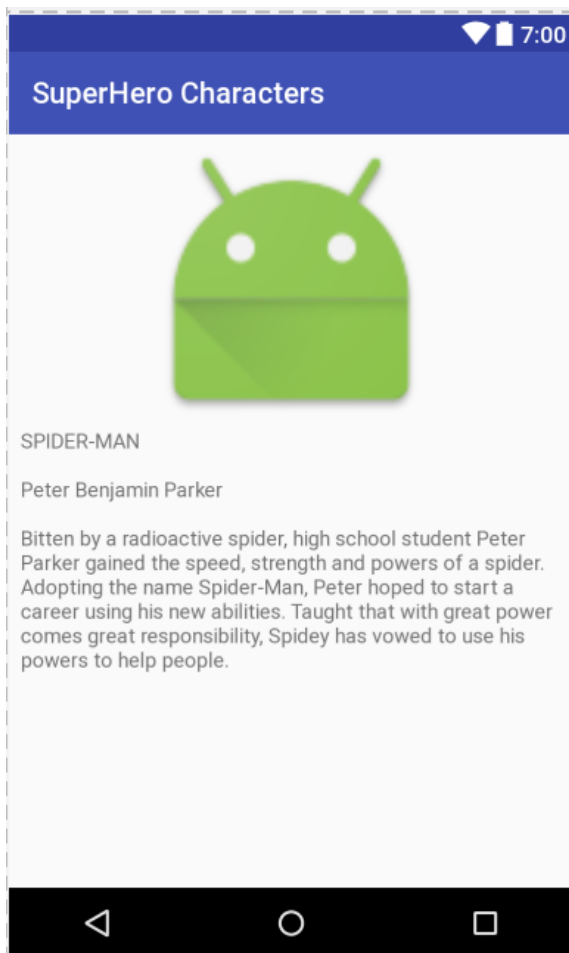 7:00
SuperHero Characters
SPIDER-MAN
Peter Benjamin Parker
Bitten by a radioactive spider, high school student Peter
Parker gained the speed, strength and powers of a spider.
Adopting the name Spider-Man, Peter hoped to start a
career using his new abilities. Taught that with great power
comes great responsibility, Spidey has vowed to use his
powers to help people.